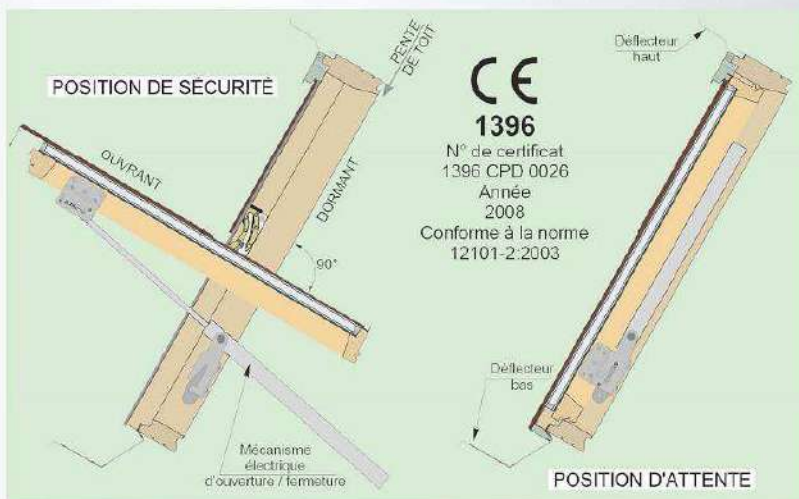 POSITION DE SÉCURITÉ
PENTE
DE TOIT
OUVRANT
DORMANT
90°
Mécanisme
électrique
d'ouverture / fermeture
CE
1396
N° de certificat
1396 CPD 0026
Année
2008
Conforme à la norme
12101-2:2003
Déflecteur
haut
Déflecteur
bas
POSITION D'ATTENTE